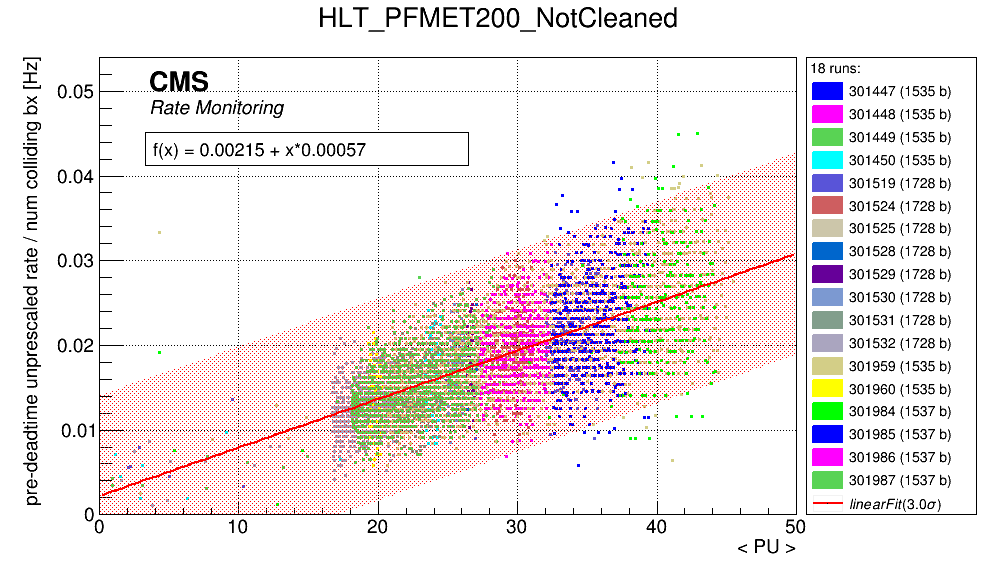 HLT_PFMET200_NotCleaned
pre-deadtime unprescaled rate / num colliding bx [Hz]
CMS
Rate Monitoring
f(x) = 0.00215 + x*0.00057
0.05
0.04
0.03
0.02
0.01
0
0 10 20 30 40 50
< PU >
18 runs:
301447 (1535 b)
301448 (1535 b)
301449 (1535 b)
301450 (1535 b)
301519 (1728 b)
301524 (1728 b)
301525 (1728 b)
301528 (1728 b)
301529 (1728 b)
301530 (1728 b)
301531 (1728 b)
301532 (1728 b)
301959 (1535 b)
301960 (1535 b)
301984 (1537 b)
301985 (1537 b)
301986 (1537 b)
301987 (1537 b)
linearFit(3.0σ)